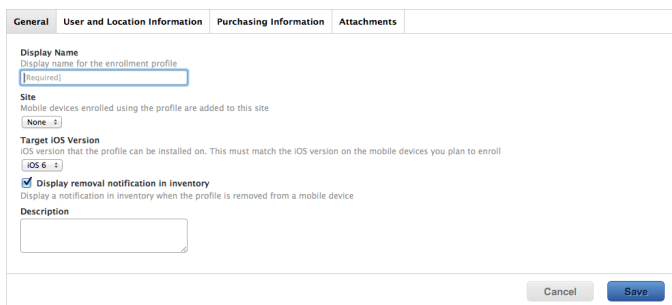 General User and Location Information Purchasing Information Attachments
Display Name
Display name for the enrollment profile
[Required]
Site
Mobile devices enrolled using the profile are added to this site
None
Target iOS Version
iOS version that the profile can be installed on. This must match the iOS version on the mobile devices you plan to enroll
iOS 6
Display removal notification in inventory
Display a notification in inventory when the profile is removed from a mobile device
Description
Cancel Save